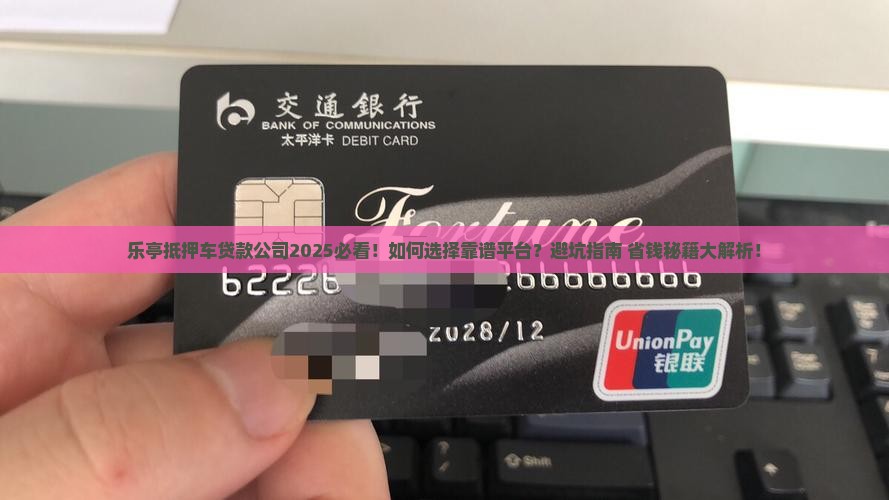 交通銀行
BANK OF COMMUNICATIONS
太平洋卡 DEBIT CARD
Fortune
乐亭抵押车贷款公司2025必看！如何选择靠谱平台？避坑指南 省钱秘籍大解析！
2028/12
UnionPay
银联
Shift